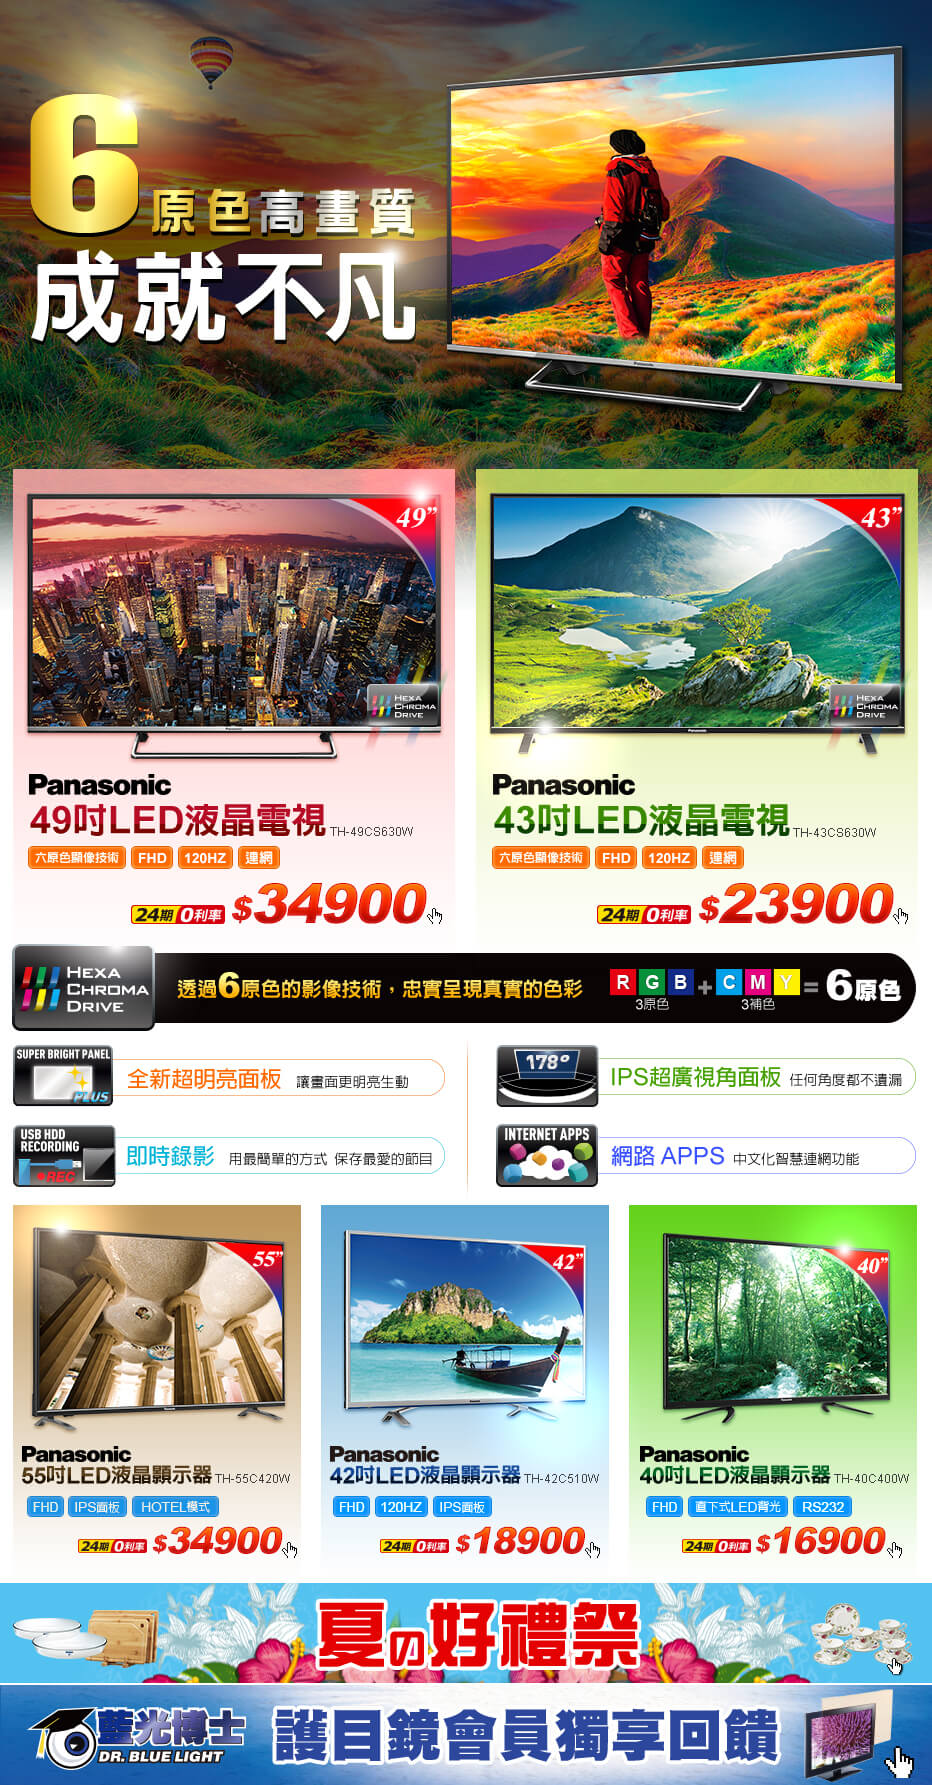 6原色高畫質
成就不凡
Panasonic
49”
HEXA
CHROMA
DRIVE
Panasonic
49吋LED液晶電視 TH-49CS630W
六原色顯像技術 FHD 120HZ 連網
24期 0利率 $34900
43”
HEXA
CHROMA
DRIVE
Panasonic
43吋LED液晶電視 TH-43CS630W
六原色顯像技術 FHD 120HZ 連網
24期 0利率 $23900
HEXA
CHROMA
DRIVE
透過6原色的影像技術，忠實呈現真實的色彩
R G B + C M Y = 6原色
3原色 3補色
SUPER BRIGHT PANEL
PLUS
全新超明亮面板 讓畫面更明亮生動
178°
IPS超廣視角面板 任何角度都不遺漏
USB HDD
RECORDING
REC
即時錄影 用最簡單的方式 保存最愛的節目
INTERNET APPS
網路 APPS 中文化智慧連網功能
55”
Panasonic
55吋LED液晶顯示器 TH-55C420W
FHD IPS面板 HOTEL模式
24期 0利率 $34900
42”
Panasonic
42吋LED液晶顯示器 TH-42C510W
FHD 120HZ IPS面板
24期 0利率 $18900
40”
Panasonic
40吋LED液晶顯示器 TH-40C400W
FHD 直下式LED背光 RS232
24期 0利率 $16900
夏の好禮祭
藍光博士
DR. BLUE LIGHT
護目鏡會員獨享回饋